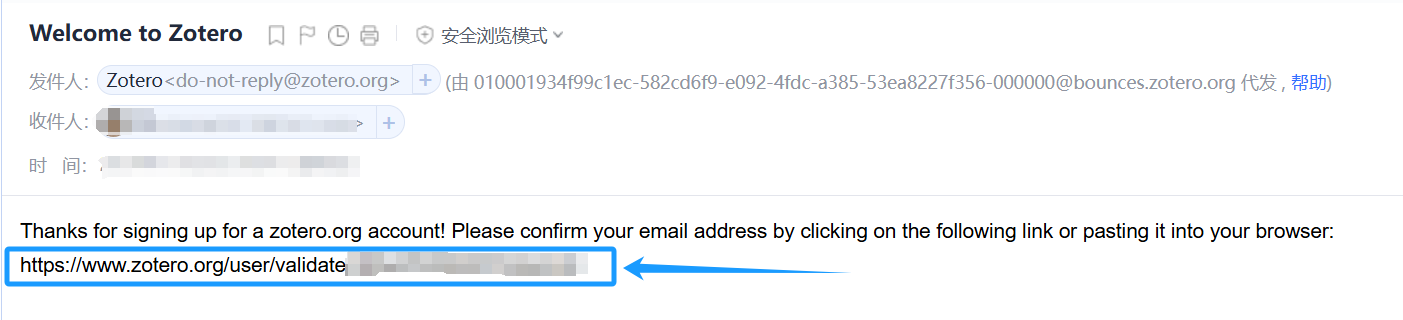 Welcome to Zotero 安全浏览模式
发件人: Zotero<do-not-reply@zotero.org> + (由 010001934f99c1ec-582cd6f9-e092-4fdc-a385-53ea8227f356-000000@bounces.zotero.org 代发 , 帮助)
收件人: > +
时 间:
Thanks for signing up for a zotero.org account! Please confirm your email address by clicking on the following link or pasting it into your browser:
https://www.zotero.org/user/validate